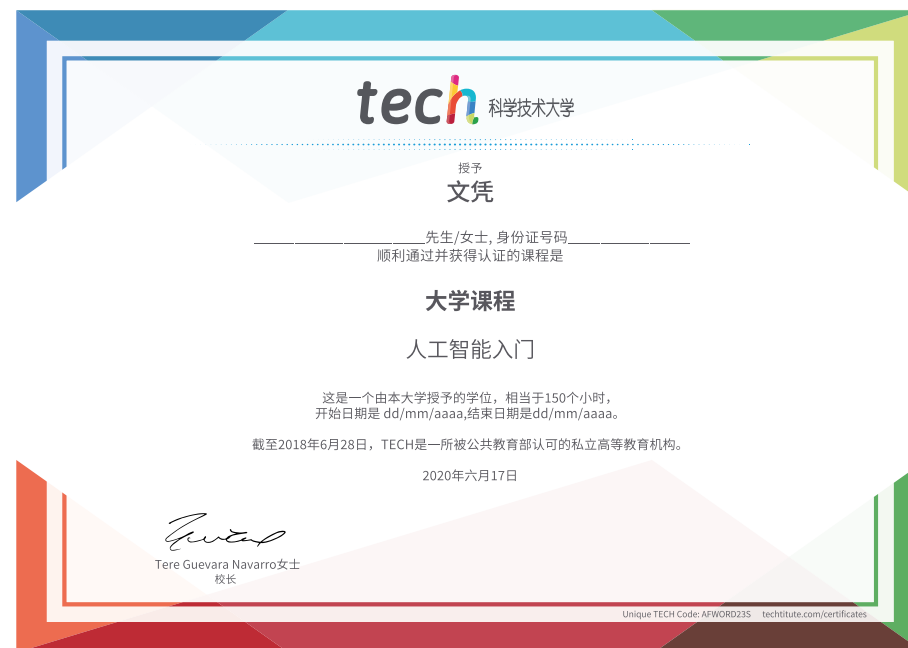 tech 科学技术大学
授予
文凭
________________________先生/女士, 身份证号码________________
顺利通过并获得认证的课程是
大学课程
人工智能入门
这是一个由本大学授予的学位，相当于150个小时，
开始日期是 dd/mm/aaaa,结束日期是dd/mm/aaaa。
截至2018年6月28日，TECH是一所被公共教育部认可的私立高等教育机构。
2020年六月17日
Tere Guevara Navarro女士
校长
Unique TECH Code: AFWORD23S techtitute.com/certificates